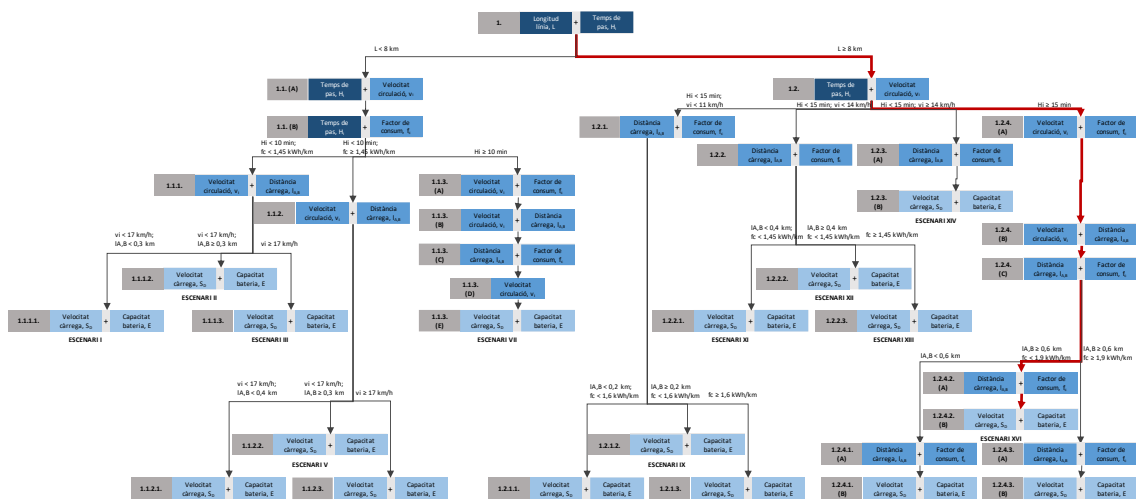 1.
Longitud
línia, L
+
Temps de
pas, Hᵢ
L < 8 km
L ≥ 8 km
1.1. (A)
Temps de
pas, Hᵢ
+
Velocitat
circulació, vᵢ
1.2.
Temps de
pas, Hᵢ
+
Velocitat
circulació, vᵢ
Hi < 15 min;
vi < 11 km/h
Hi < 15 min; vi < 14 km/h
Hi < 15 min; vi ≥ 14 km/h
Hi ≥ 15 min
1.1. (B)
Temps de
pas, Hᵢ
+
Factor de
consum, fc
1.2.1.
Distància
càrrega, lA,B
+
Factor de
consum, fc
1.2.2.
Distància
càrrega, lA,B
+
Factor de
consum, fc
1.2.3.
(A)
Distància
càrrega, lA,B
+
Factor de
consum, fc
1.2.4.
(A)
Velocitat
circulació, vᵢ
+
Factor de
consum, fc
Hi < 10 min;
fc < 1,45 kWh/km
Hi < 10 min;
fc ≥ 1,45 kWh/km
Hi ≥ 10 min
1.1.1.
Velocitat
circulació, vᵢ
+
Distància
càrrega, lA,B
1.1.2.
Velocitat
circulació, vᵢ
+
Distància
càrrega, lA,B
1.1.3.
(A)
Velocitat
circulació, vᵢ
+
Factor de
consum, fc
1.1.3.
(B)
Velocitat
circulació, vᵢ
+
Distància
càrrega, lA,B
1.1.3.
(C)
Distància
càrrega, lA,B
+
Factor de
consum, fc
1.1.3.
(D)
Velocitat
circulació, vᵢ
1.1.3.
(E)
Velocitat
càrrega, SD
+
Capacitat
bateria, E
ESCENARI VII
1.2.3.
(B)
Velocitat
càrrega, SD
+
Capacitat
bateria, E
ESCENARI XIV
1.2.4.
(B)
Velocitat
circulació, vᵢ
+
Distància
càrrega, lA,B
1.2.4.
(C)
Distància
càrrega, lA,B
+
Factor de
consum, fc
vi < 17 km/h;
lA,B < 0,3 km
vi < 17 km/h;
lA,B ≥ 0,3 km
vi ≥ 17 km/h
1.1.1.2.
Velocitat
càrrega, SD
+
Capacitat
bateria, E
ESCENARI II
1.1.1.1.
Velocitat
càrrega, SD
+
Capacitat
bateria, E
ESCENARI I
1.1.1.3.
Velocitat
càrrega, SD
+
Capacitat
bateria, E
ESCENARI III
lA,B < 0,4 km;
fc < 1,45 kWh/km
lA,B ≥ 0,4 km
fc < 1,45 kWh/km
fc ≥ 1,45 kWh/km
1.2.2.2.
Velocitat
càrrega, SD
+
Capacitat
bateria, E
ESCENARI XII
1.2.2.1.
Velocitat
càrrega, SD
+
Capacitat
bateria, E
ESCENARI XI
1.2.2.3.
Velocitat
càrrega, SD
+
Capacitat
bateria, E
ESCENARI XIII
vi < 17 km/h;
lA,B < 0,4 km
vi < 17 km/h;
lA,B ≥ 0,3 km
vi ≥ 17 km/h
1.1.2.2.
Velocitat
càrrega, SD
+
Capacitat
bateria, E
ESCENARI V
1.1.2.1.
Velocitat
càrrega, SD
+
Capacitat
bateria, E
1.1.2.3.
Velocitat
càrrega, SD
+
Capacitat
bateria, E
lA,B < 0,2 km;
fc < 1,6 kWh/km
lA,B ≥ 0,2 km
fc < 1,6 kWh/km
fc ≥ 1,6 kWh/km
1.2.1.2.
Velocitat
càrrega, SD
+
Capacitat
bateria, E
ESCENARI IX
1.2.1.1.
Velocitat
càrrega, SD
+
Capacitat
bateria, E
1.2.1.3.
Velocitat
càrrega, SD
+
Capacitat
bateria, E
lA,B < 0,6 km
lA,B ≥ 0,6 km
fc < 1,9 km
lA,B ≥ 0,6 km
fc ≥ 1,9 kWh/km
1.2.4.2.
(A)
Distància
càrrega, lA,B
+
Factor de
consum, fc
1.2.4.2.
(B)
Velocitat
càrrega, SD
+
Capacitat
bateria, E
ESCENARI XVI
1.2.4.1.
(A)
Distància
càrrega, lA,B
+
Factor de
consum, fc
1.2.4.3.
(A)
Distància
càrrega, lA,B
+
Factor de
consum, fc
1.2.4.1.
(B)
Velocitat
càrrega, SD
+
Capacitat
bateria, E
1.2.4.3.
(B)
Velocitat
càrrega, SD
+
Capacitat
bateria, E